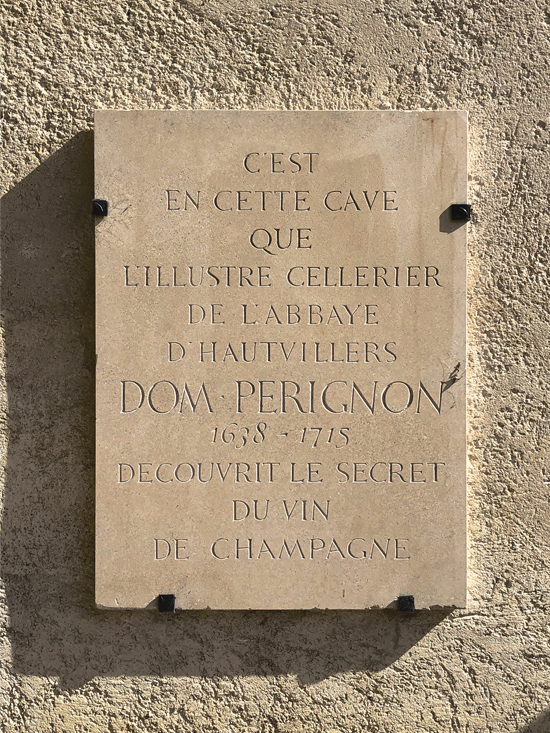 C'EST
EN CETTE CAVE
QUE
L'ILLUSTRE CELLERIER
DE L'ABBAYE
D'HAUTVILLERS
DOM·PERIGNON
1638 - 1715
DECOUVRIT LE SECRET
DU VIN
DE CHAMPAGNE